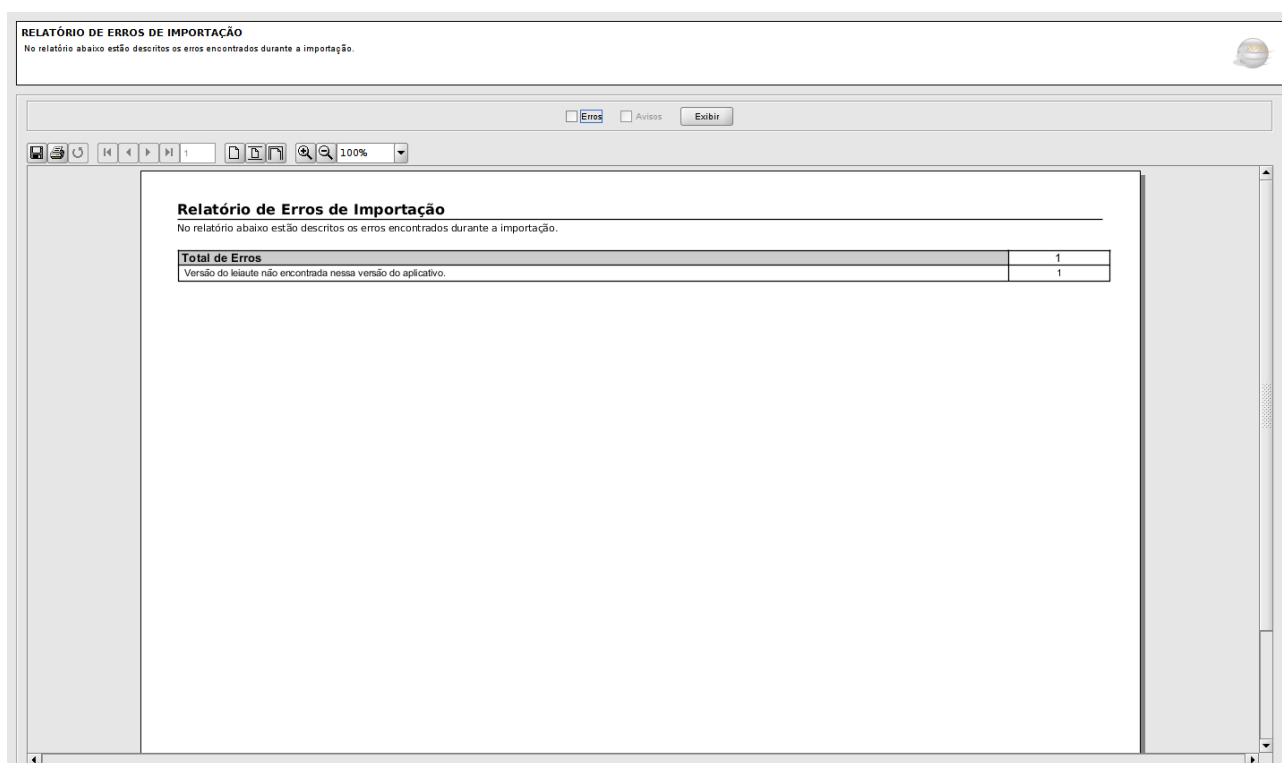 RELATÓRIO DE ERROS DE IMPORTAÇÃO
No relatório abaixo estão descritos os erros encontrados durante a importação.
Erros Avisos Exibir
1 100%
Relatório de Erros de Importação
No relatório abaixo estão descritos os erros encontrados durante a importação.
Total de Erros 1
Versão do leiaute não encontrada nessa versão do aplicativo. 1